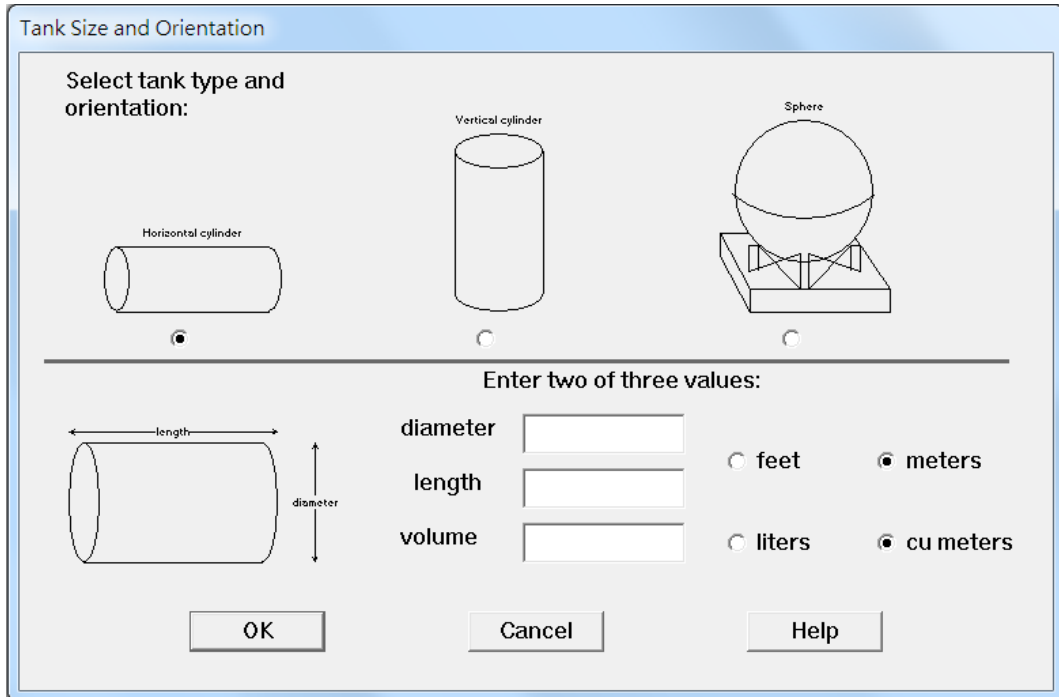 Tank Size and Orientation
Select tank type and
orientation:
Horizontal cylinder
Vertical cylinder
Sphere
Enter two of three values:
length
diameter
diameter
length
volume
feet
meters
liters
cu meters
OK
Cancel
Help